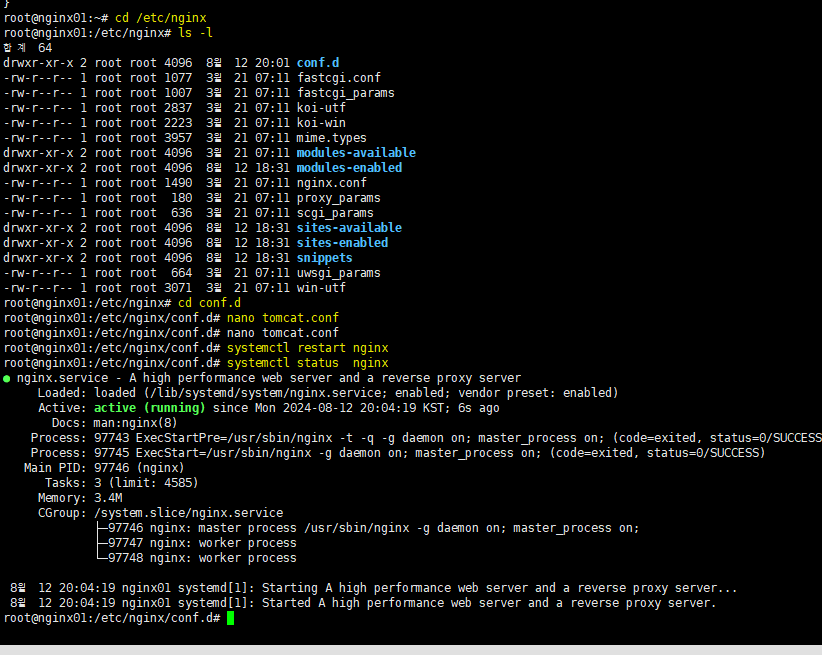 }
root@nginx01:~# cd /etc/nginx
root@nginx01:/etc/nginx# ls -l
합계 64
drwxr-xr-x 2 root root 4096 8월 12 20:01 conf.d
-rw-r--r-- 1 root root 1077 3월 21 07:11 fastcgi.conf
-rw-r--r-- 1 root root 1007 3월 21 07:11 fastcgi_params
-rw-r--r-- 1 root root 2837 3월 21 07:11 koi-utf
-rw-r--r-- 1 root root 2223 3월 21 07:11 koi-win
-rw-r--r-- 1 root root 3957 3월 21 07:11 mime.types
drwxr-xr-x 2 root root 4096 3월 21 07:11 modules-available
drwxr-xr-x 2 root root 4096 8월 12 18:31 modules-enabled
-rw-r--r-- 1 root root 1490 3월 21 07:11 nginx.conf
-rw-r--r-- 1 root root 180 3월 21 07:11 proxy_params
-rw-r--r-- 1 root root 636 3월 21 07:11 scgi_params
drwxr-xr-x 2 root root 4096 8월 12 18:31 sites-available
drwxr-xr-x 2 root root 4096 8월 12 18:31 sites-enabled
drwxr-xr-x 2 root root 4096 8월 12 18:31 snippets
-rw-r--r-- 1 root root 664 3월 21 07:11 uwsgi_params
-rw-r--r-- 1 root root 3071 3월 21 07:11 win-utf
root@nginx01:/etc/nginx# cd conf.d
root@nginx01:/etc/nginx/conf.d# nano tomcat.conf
root@nginx01:/etc/nginx/conf.d# nano tomcat.conf
root@nginx01:/etc/nginx/conf.d# systemctl restart nginx
root@nginx01:/etc/nginx/conf.d# systemctl status  nginx
● nginx.service - A high performance web server and a reverse proxy server
Loaded: loaded (/lib/systemd/system/nginx.service; enabled; vendor preset: enabled)
Active: active (running) since Mon 2024-08-12 20:04:19 KST; 6s ago
Docs: man:nginx(8)
Process: 97743 ExecStartPre=/usr/sbin/nginx -t -q -g daemon on; master_process on; (code=exited, status=0/SUCCESS
Process: 97745 ExecStart=/usr/sbin/nginx -g daemon on; master_process on; (code=exited, status=0/SUCCESS)
Main PID: 97746 (nginx)
Tasks: 3 (limit: 4585)
Memory: 3.4M
CGroup: /system.slice/nginx.service
├─97746 nginx: master process /usr/sbin/nginx -g daemon on; master_process on;
├─97747 nginx: worker process
└─97748 nginx: worker process
8월 12 20:04:19 nginx01 systemd[1]: Starting A high performance web server and a reverse proxy server...
8월 12 20:04:19 nginx01 systemd[1]: Started A high performance web server and a reverse proxy server.
root@nginx01:/etc/nginx/conf.d#